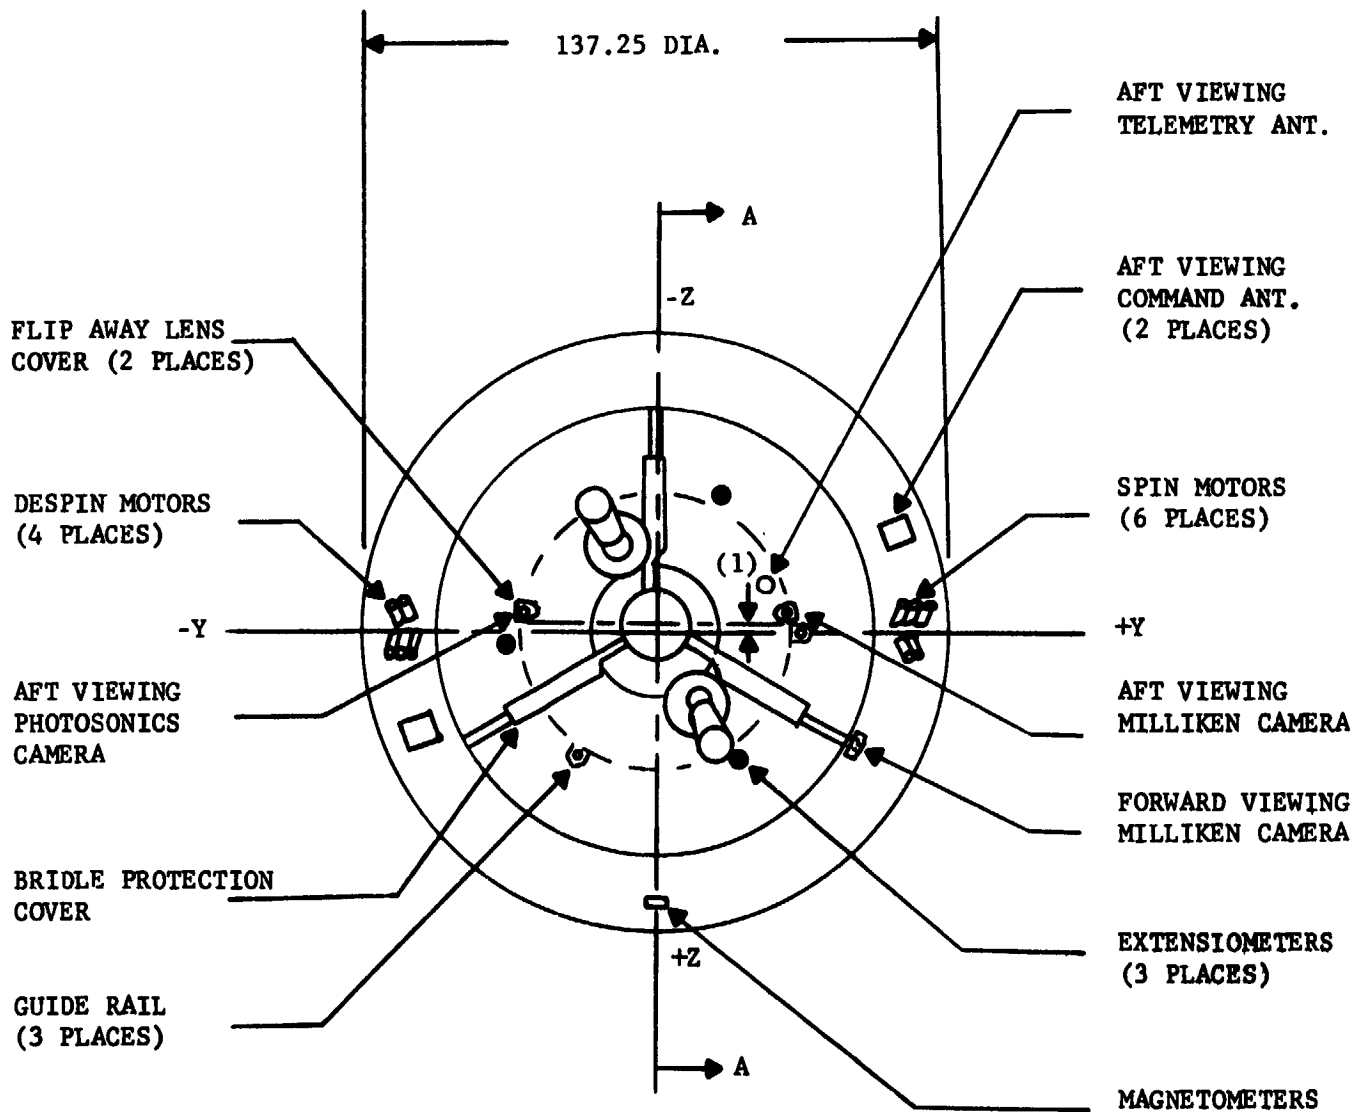 137.25 DIA.
AFT VIEWING
TELEMETRY ANT.
A
AFT VIEWING
COMMAND ANT.
(2 PLACES)
-Z
FLIP AWAY LENS
COVER (2 PLACES)
DESPIN MOTORS
(4 PLACES)
SPIN MOTORS
(6 PLACES)
(1)
-Y
+Y
AFT VIEWING
PHOTOSONICS
CAMERA
AFT VIEWING
MILLIKEN CAMERA
FORWARD VIEWING
MILLIKEN CAMERA
BRIDLE PROTECTION
COVER
+Z
EXTENSIOMETERS
(3 PLACES)
GUIDE RAIL
(3 PLACES)
A
MAGNETOMETERS